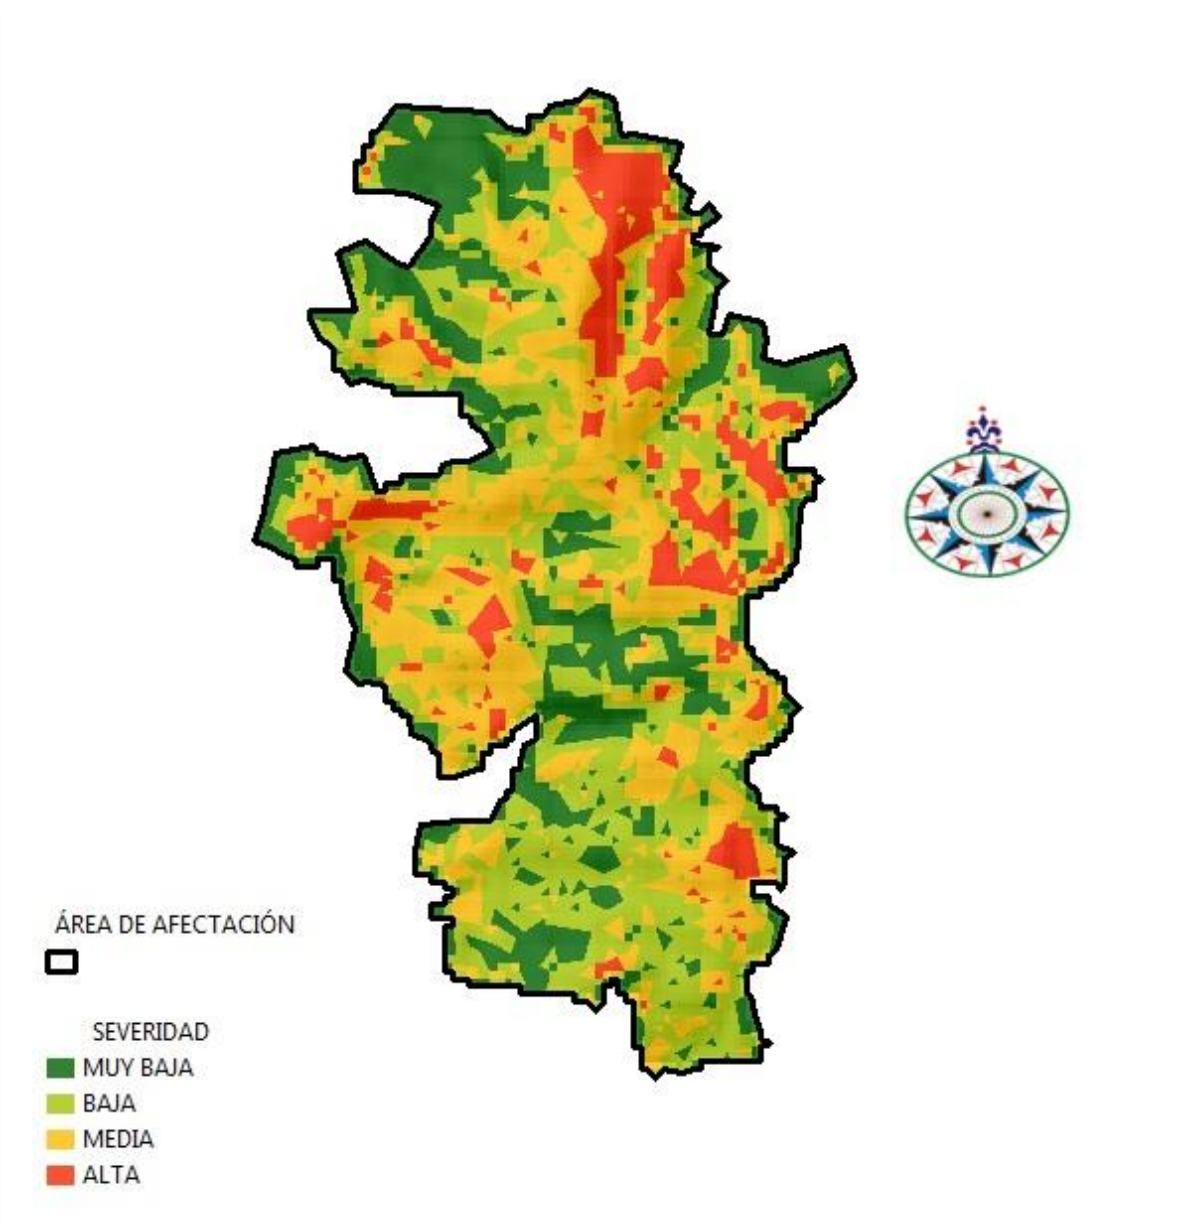 ÁREA DE AFECTACIÓN
SEVERIDAD
MUY BAJA
BAJA
MEDIA
ALTA